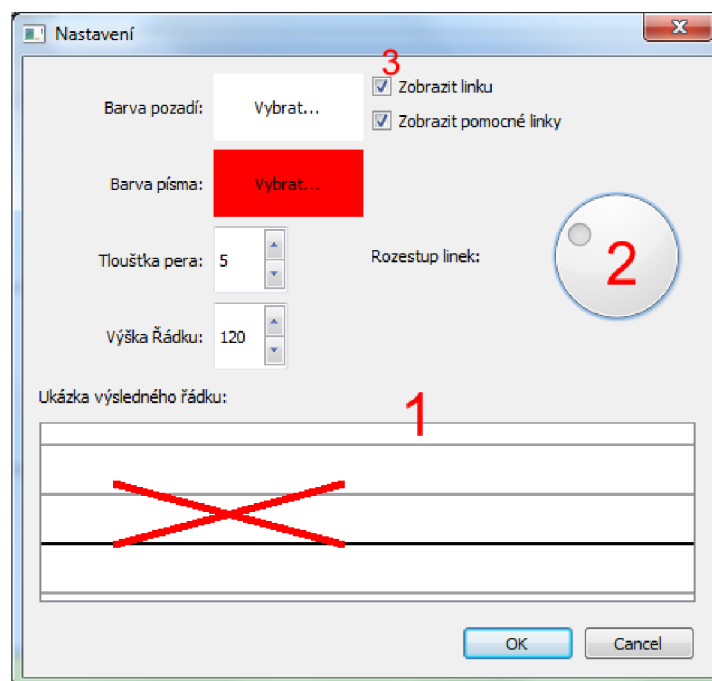 Nastavení
3
Barva pozadí: Vybrat... Zobrazit linku
Zobrazit pomocné linky
Barva písma: Vybrat...
Tloušťka pera: 5 Rozestup linek: 2
Výška Řádku: 120
Ukázka výsledného řádku: 1
OK Cancel